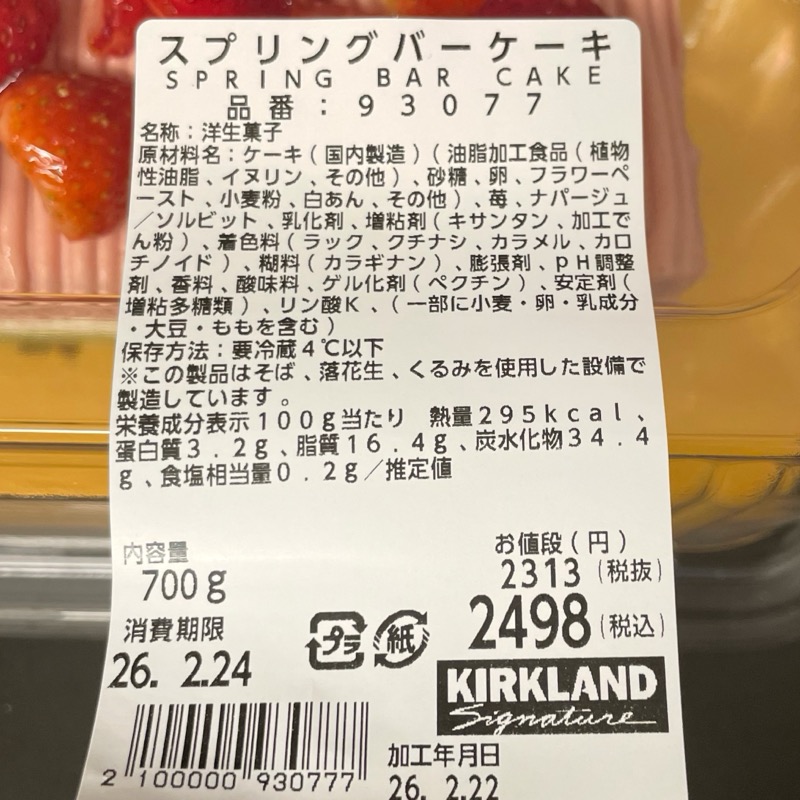 スプリングバーケーキ
SPRING BAR CAKE
品番:93077
名称:洋生菓子
原材料名:ケーキ(国内製造)(油脂加工食品(植物
性油脂、イヌリン、その他)、砂糖、卵、フラワーペ
ースト、小麦粉、白あん、その他)、苺、ナパージュ
/ソルビット、乳化剤、増粘剤(キサンタン、加工で
ん粉)、着色料(ラック、クチナシ、カラメル、カロ
チノイド)、糊料(カラギナン)、膨張剤、pH調整
剤、香料、酸味料、ゲル化剤(ペクチン)、安定剤(
増粘多糖類)、リン酸K、(一部に小麦・卵・乳成分
・大豆・ももを含む)
保存方法:要冷蔵4℃以下
※この製品はそば、落花生、くるみを使用した設備で
製造しています。
栄養成分表示100g当たり 熱量295kcal、
蛋白質3.2g、脂質16.4g、炭水化物34.4
g、食塩相当量0.2g/推定値
内容量
700g
お値段(円)
2313(税抜)
2498(税込)
消費期限
26. 2.24
プラ
紙
KIRKLAND
Signature
2 100000 930777
加工年月日
26. 2.22